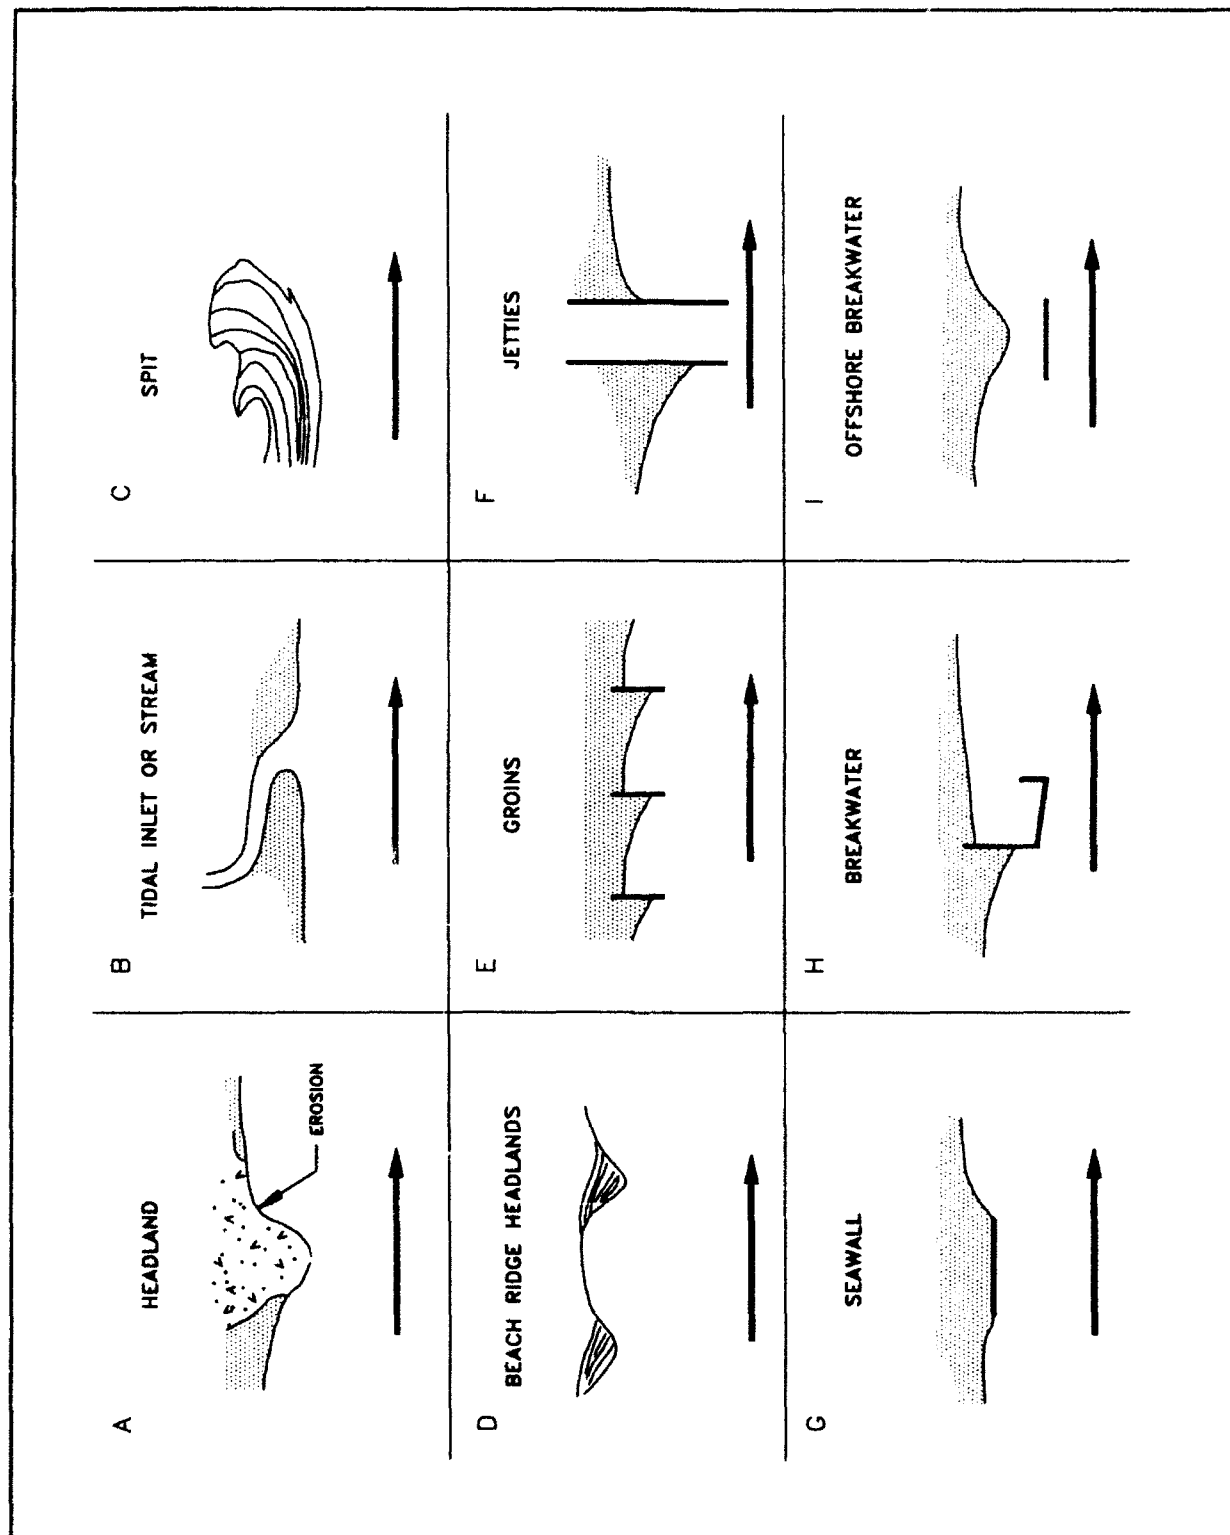 A
HEADLAND
EROSION
B
TIDAL INLET OR STREAM
C
SPIT
D
BEACH RIDGE HEADLANDS
E
GROINS
F
JETTIES
G
SEAWALL
H
BREAKWATER
I
OFFSHORE BREAKWATER